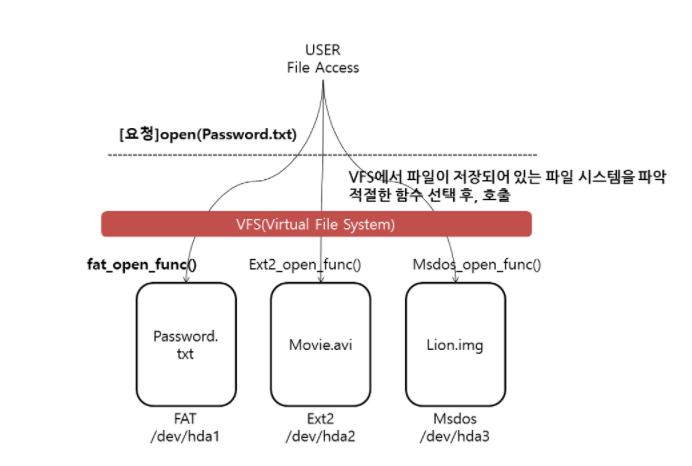 USER
File Access
[요청]open(Password.txt)
VFS에서 파일이 저장되어 있는 파일 시스템을 파악
적절한 함수 선택 후, 호출
VFS(Virtual File System)
fat_open_func()
Ext2_open_func()
Msdos_open_func()
Password.
txt
Movie.avi
Lion.img
FAT
/dev/hda1
Ext2
/dev/hda2
Msdos
/dev/hda3